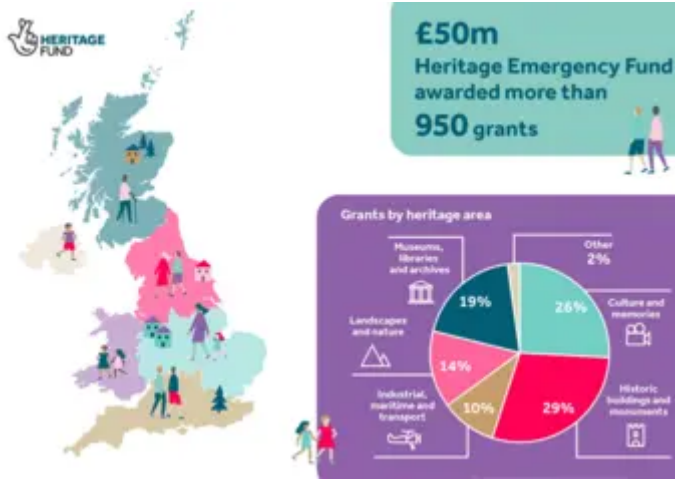 HERITAGE
FUND
£50m
Heritage Emergency Fund
awarded more than
950 grants
Grants by heritage area
Museums,
libraries
and archives
19%
Other
2%
26%
Culture and
memories
Landscapes
and nature
14%
Industrial,
maritime and
transport
10%
29%
Historic
buildings and
monuments